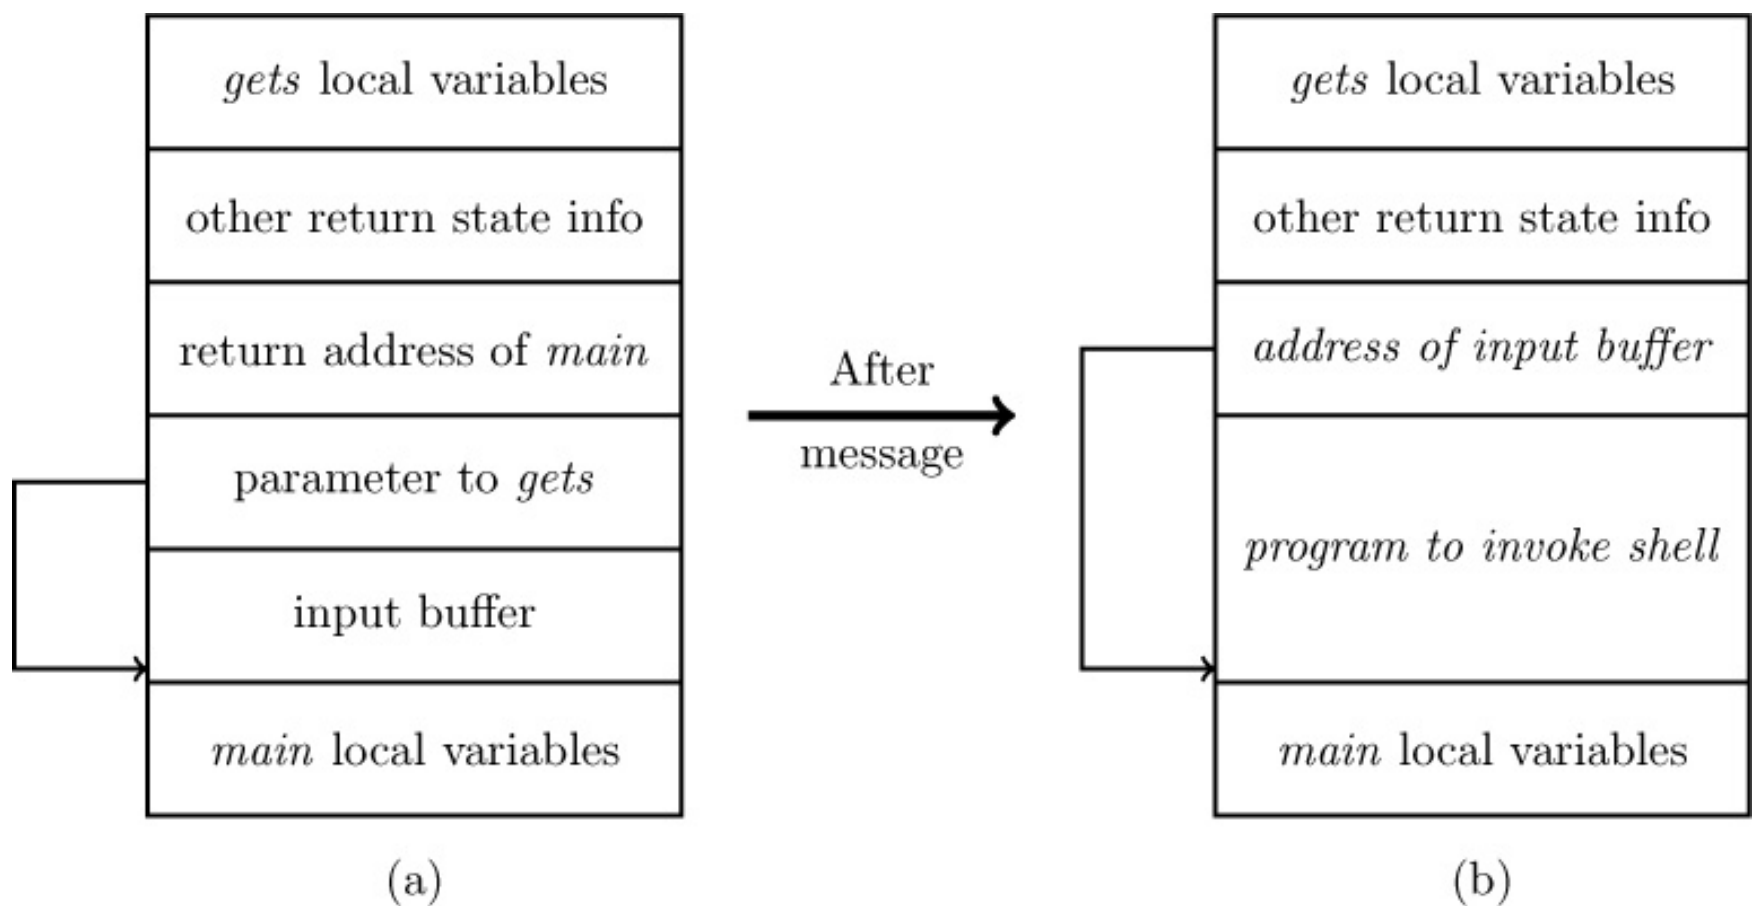 gets local variables
other return state info
return address of main
parameter to gets
input buffer
main local variables
(a)
After
message
gets local variables
other return state info
address of input buffer
program to invoke shell
main local variables
(b)